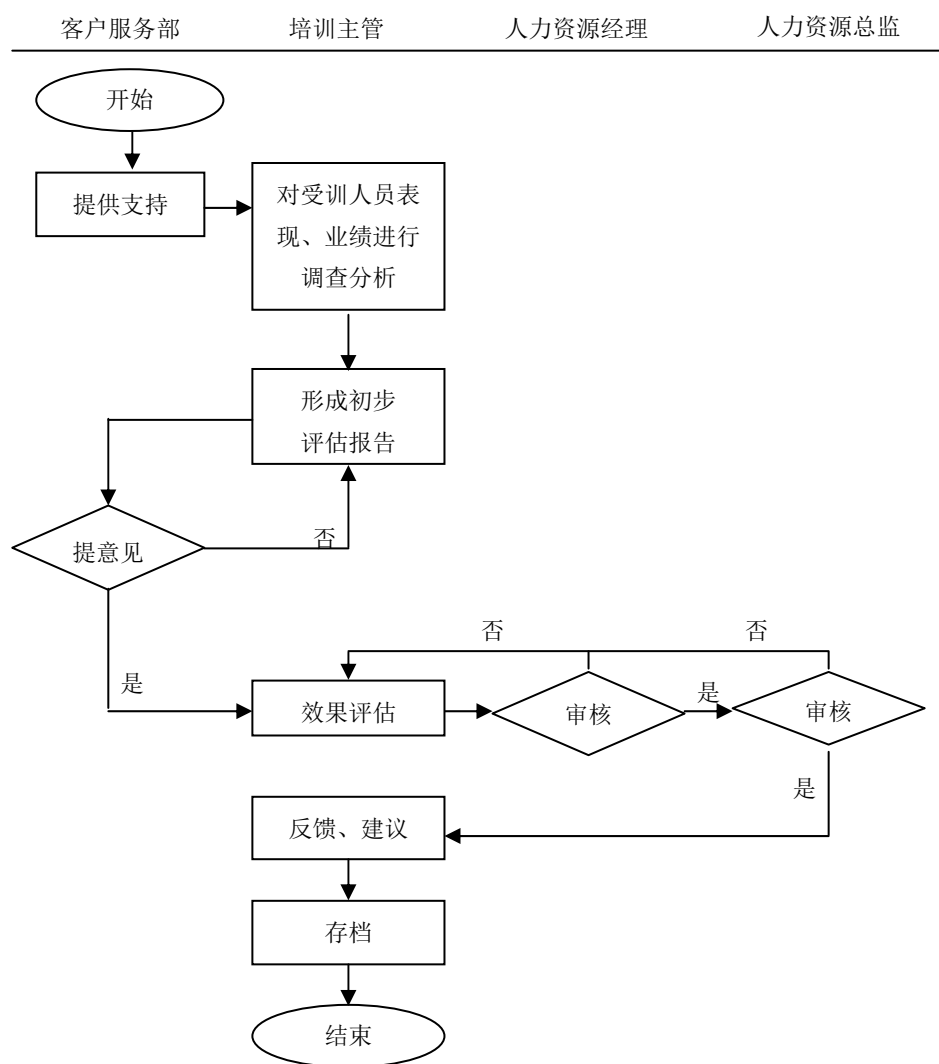 客户服务部
培训主管
人力资源经理
人力资源总监
开始
提供支持
对受训人员表
现、业绩进行
调查分析
形成初步
评估报告
提意见
否
是
否
否
效果评估
审核
是
审核
是
反馈、建议
存档
结束